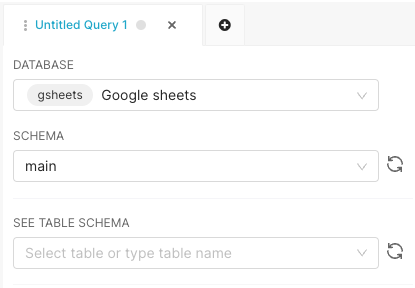 Untitled Query 1
DATABASE
gsheets Google sheets
SCHEMA
main
SEE TABLE SCHEMA
Select table or type table name